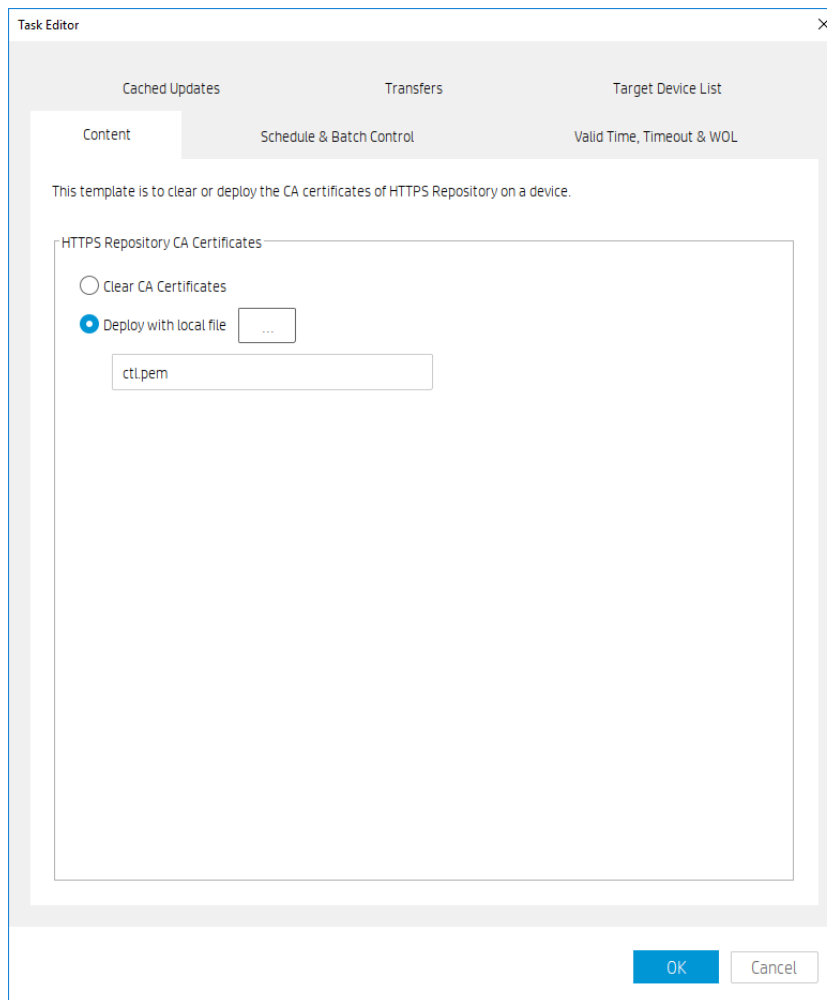 Task Editor
Cached Updates Transfers Target Device List
Content Schedule & Batch Control Valid Time, Timeout & WOL
This template is to clear or deploy the CA certificates of HTTPS Repository on a device.
HTTPS Repository CA Certificates
Clear CA Certificates
Deploy with local file ...
ctl.pem
OK Cancel